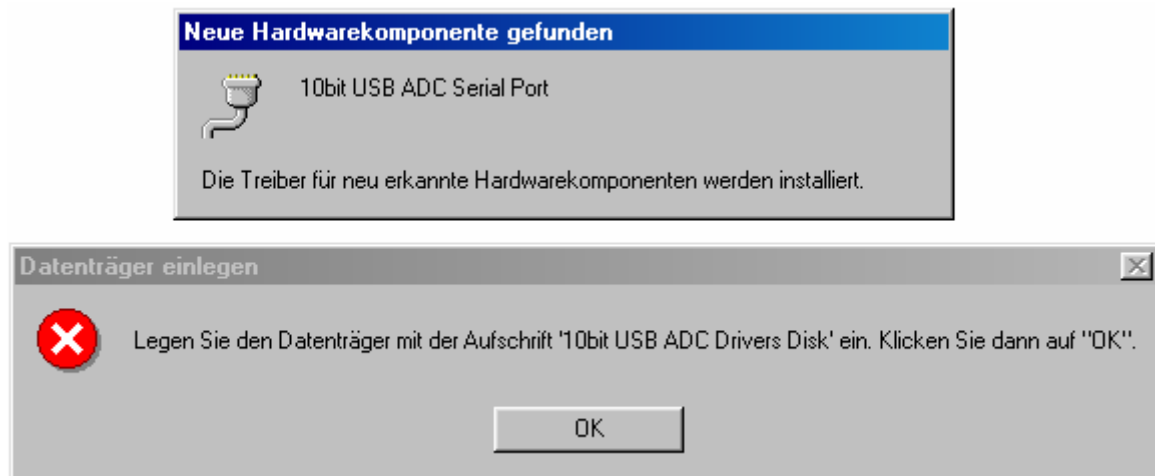 Neue Hardwarekomponente gefunden
10bit USB ADC Serial Port
Die Treiber für neu erkannte Hardwarekomponenten werden installiert.
Datenträger einlegen
Legen Sie den Datenträger mit der Aufschrift '10bit USB ADC Drivers Disk' ein. Klicken Sie dann auf "OK".
OK